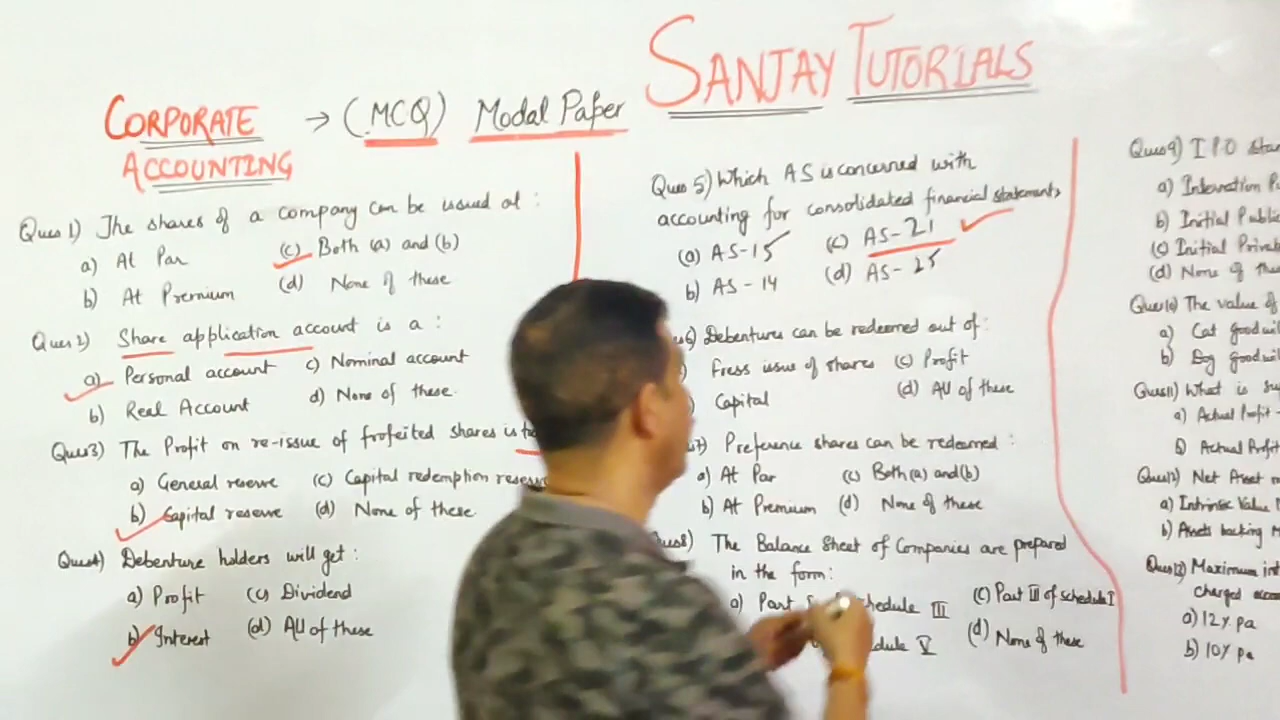 SANJAY TUTORIALS
CORPORATE → (MCQ) Modal Paper
ACCOUNTING
Ques 1) The shares of a company can be issued at :
a) At Par (c) Both (a) and (b)
b) At Premium (d) None of these
Ques 2) Share application account is a :
a) Personal account c) Nominal account
b) Real Account d) None of these.
Ques 3) The Profit on re-issue of frofeited shares is
a) General reserve (c) Capital redemption reserve
b) Capital reserve (d) None of these.
Ques 4) Debenture holders will get :
a) Profit (c) Dividend
b) Interest (d) All of these
Ques 5) Which AS is concerned with
accounting for consolidated financial statements
(a) AS-15 (c) AS-21
b) AS-14 (d) AS-25
6) Debentures can be redeemed out of :
Fress issue of shares (c) Profit
Capital (d) All of these
7) Preference shares can be redeemed :
a) At Par (c) Both (a) and (b)
b) At Premium (d) None of these
Ques 8) The Balance Sheet of Companies are prepared
in the form :
a) Part schedule III (c) Part III of schedule I
V (d) None of these
Ques 9) I P O
a)
b) Initial
(c) Initial
(d) None of
Ques 10) The value of
a) Cat
b) Dog
Ques 11) What is
a) Actual Profit
b) Actual Profit
Ques 12) Net Asset
a) Intrinsic Value
b) Assets backing
Ques 13) Maximum
charged
a) 12% pa
b) 10% pa